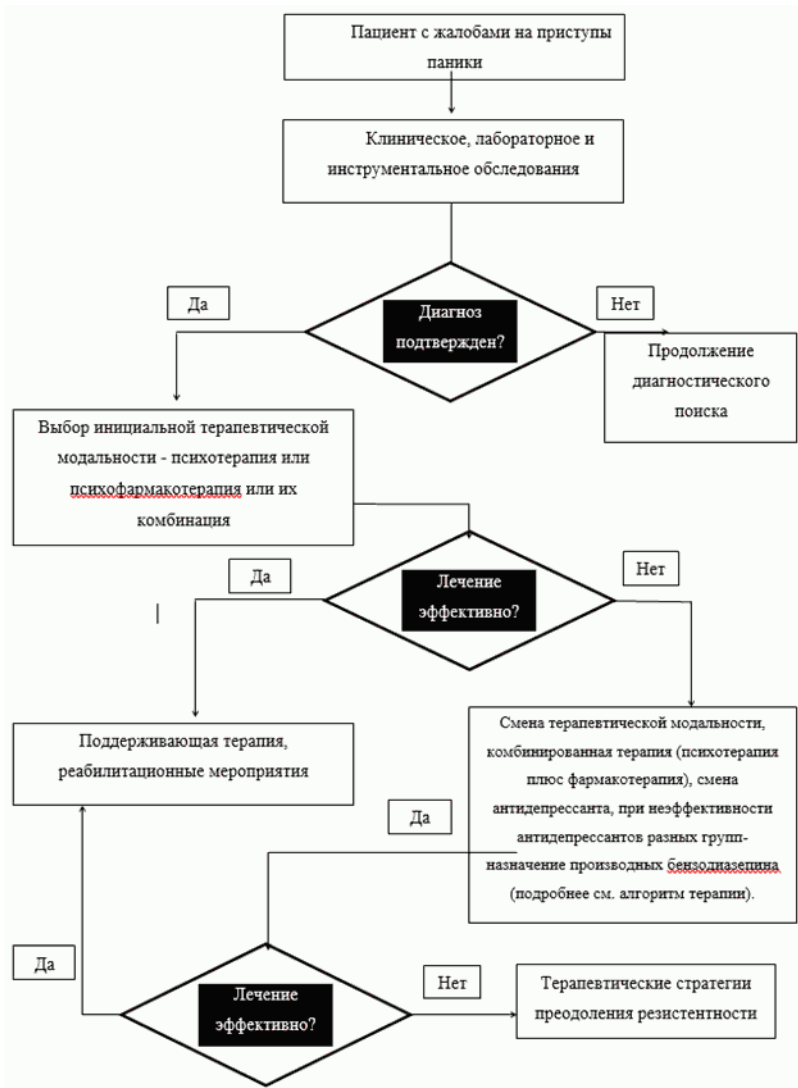 Пациент с жалобами на приступы
паники
Клиническое, лабораторное и
инструментальное обследования
Да
Диагноз
подтвержден?
Нет
Продолжение
диагностического
поиска
Выбор инициальной терапевтической
модальности - психотерапия или
психофармакотерапия или их
комбинация
Да
Лечение
эффективно?
Нет
Поддерживающая терапия,
реабилитационные мероприятия
Смена терапевтической модальности,
комбинированная терапия (психотерапия
плюс фармакотерапия), смена
антидепрессанта, при неэффективности
антидепрессантов разных групп-
назначение производных бензодиазепина
(подробнее см. алгоритм терапии).
Да
Да
Лечение
эффективно?
Нет
Терапевтические стратегии
преодоления резистентности